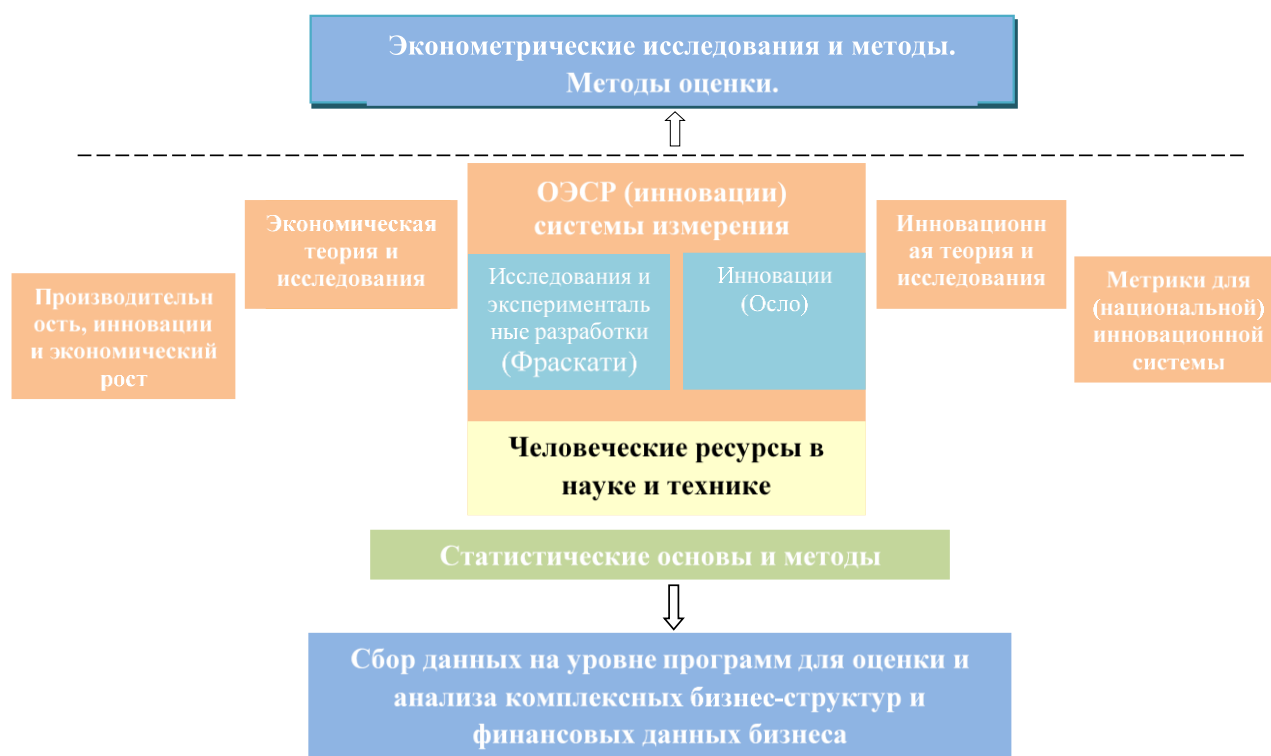 Эконометрические исследования и методы.
Методы оценки.
ОЭСР (инновации)
системы измерения
Экономическая
теория и
исследования
Инновационн
ая теория и
исследования
Исследования и
эксперименталь
ные разработки
(Фраскати)
Инновации
(Осло)
Производительн
ость, инновации
и экономический
рост
Метрики для
(национальной)
инновационной
системы
Человеческие ресурсы в
науке и технике
Статистические основы и методы
Сбор данных на уровне программ для оценки и
анализа комплексных бизнес-структур и
финансовых данных бизнеса